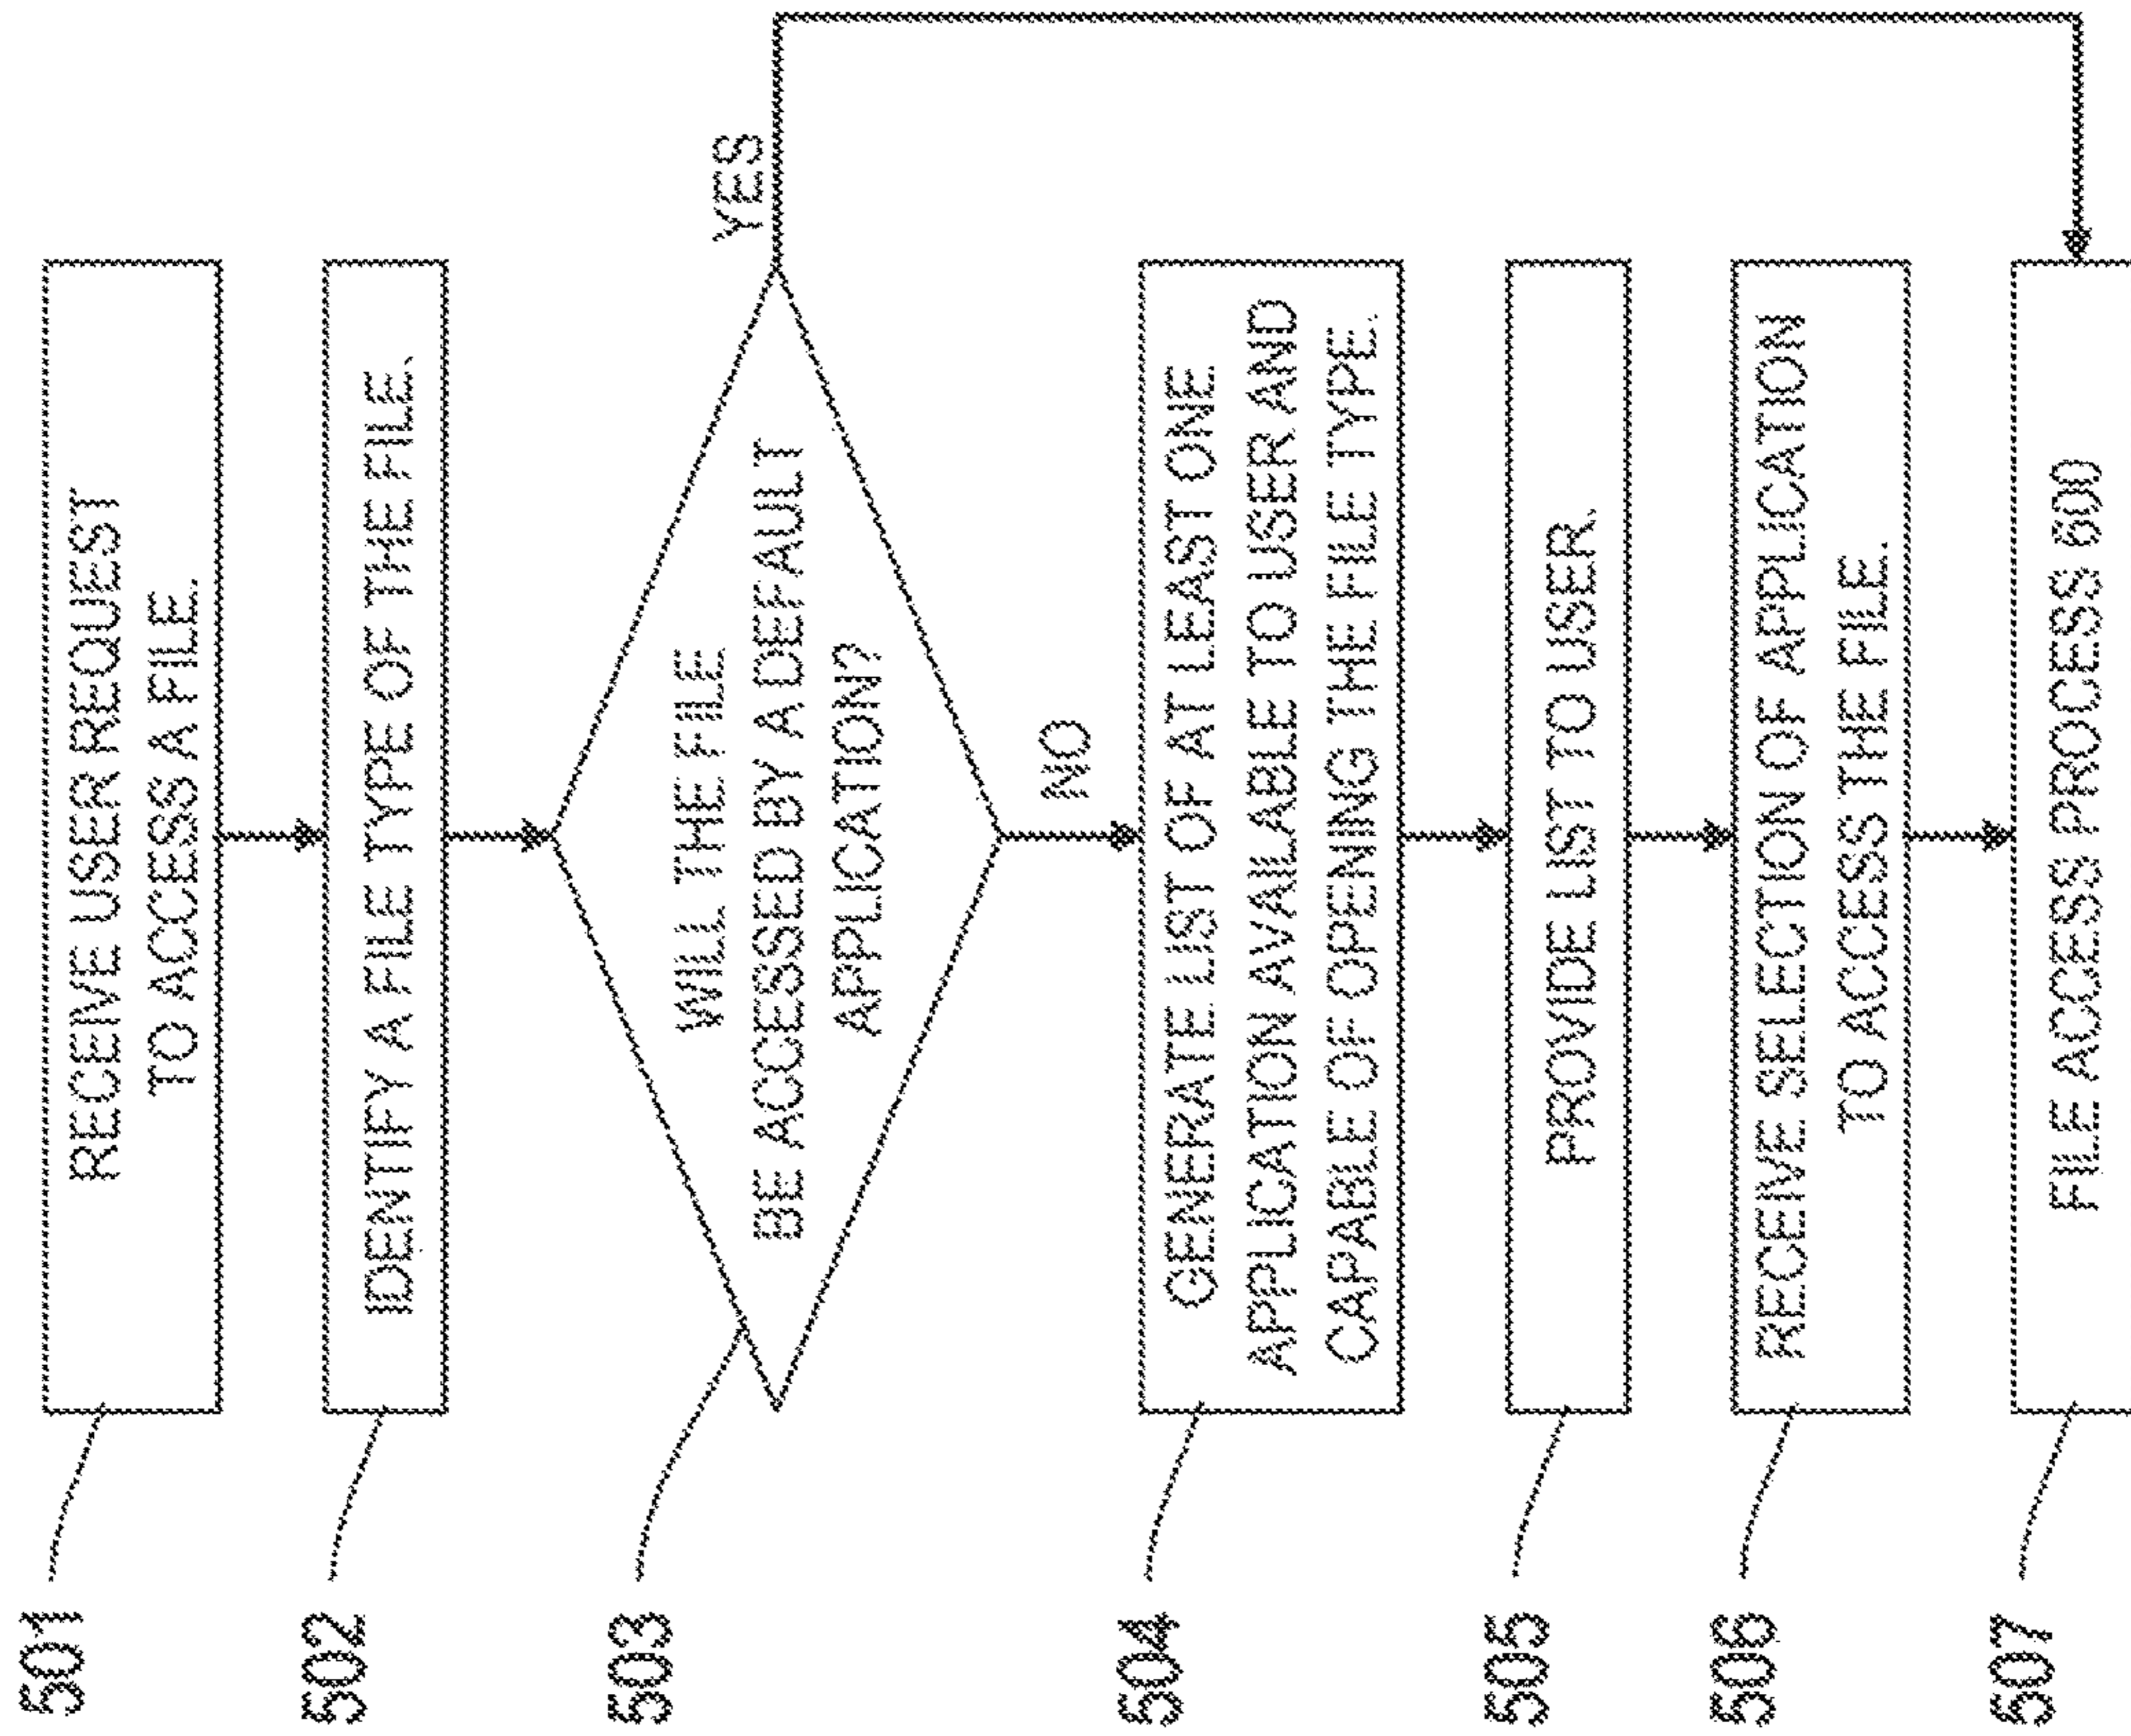 501
RECEIVE USER REQUEST
TO ACCESS A FILE.
502
IDENTIFY A FILE TYPE OF THE FILE.
503
WILL THE FILE
BE ACCESSED BY A DEFAULT
APPLICATION?
YES
NO
504
GENERATE LIST OF AT LEAST ONE
APPLICATION AVAILABLE TO USER AND
CAPABLE OF OPENING THE FILE TYPE.
505
PROVIDE LIST TO USER.
506
RECEIVE SELECTION OF APPLICATION
TO ACCESS THE FILE.
507
FILE ACCESS PROCESS 600